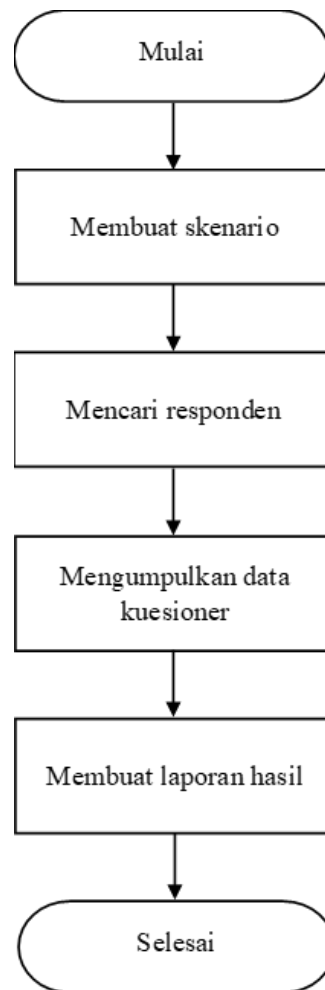 Mulai
Membuat skenario
Mencari responden
Mengumpulkan data
kuesioner
Membuat laporan hasil
Selesai